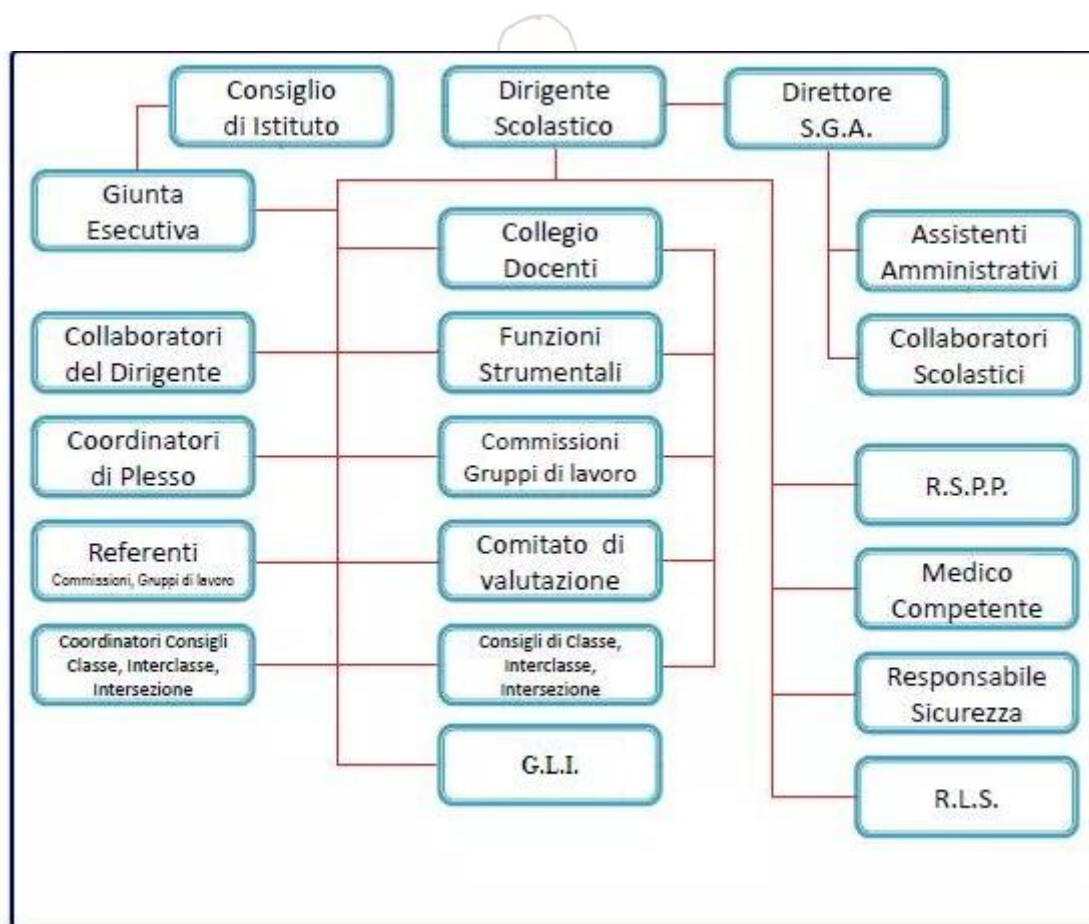 Consiglio
di Istituto
Dirigente
Scolastico
Direttore
S.G.A.
Giunta
Esecutiva
Collegio
Docenti
Assistenti
Amministrativi
Collaboratori
del Dirigente
Funzioni
Strumentali
Collaboratori
Scolastici
Coordinatori
di Plesso
Commissioni
Gruppi di lavoro
R.S.P.P.
Referenti
Commissioni, Gruppi di lavoro
Comitato di
valutazione
Medico
Competente
Coordinatori Consigli
Classe, Interclasse,
Intersezione
Consigli di Classe,
Interclasse,
Intersezione
Responsabile
Sicurezza
G.L.I.
R.L.S.